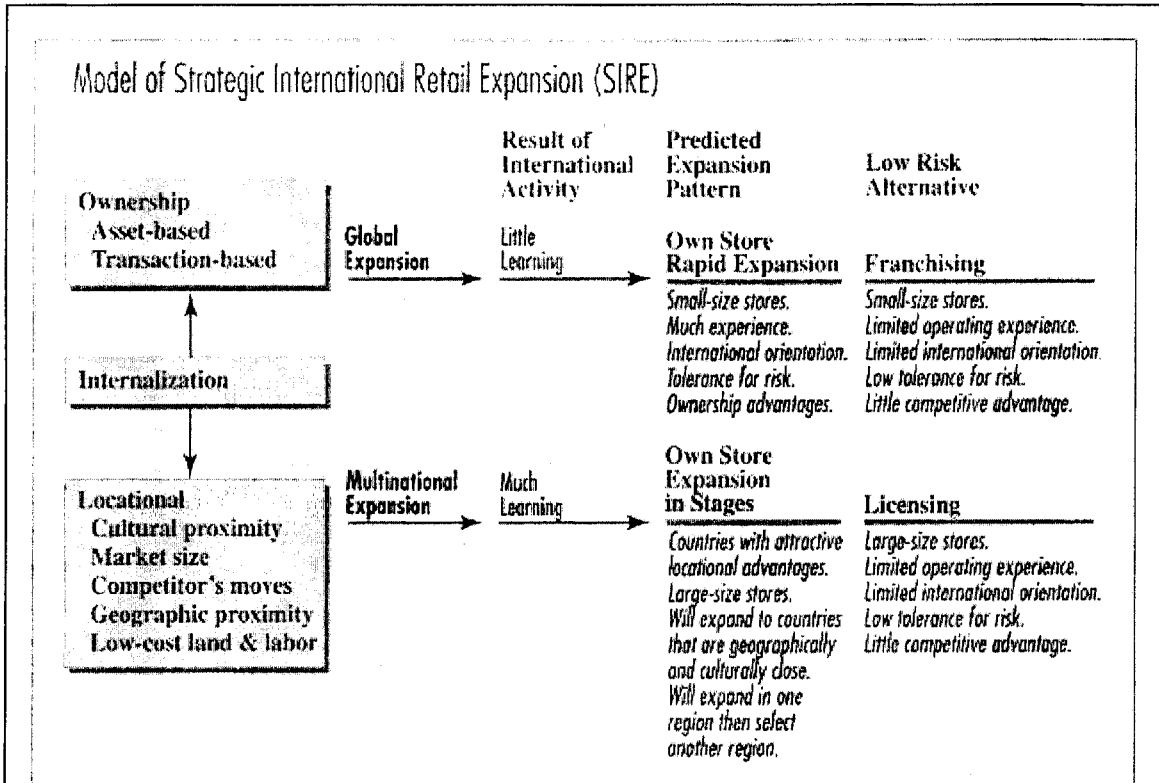 Model of Strategic International Retail Expansion (SIRE)
Result of
International
Activity
Predicted
Expansion
Pattern
Low Risk
Alternative
Ownership
Asset-based
Transaction-based
Global
Expansion
Little
Learning
Own Store
Rapid Expansion
Small-size stores.
Much experience.
International orientation.
Tolerance for risk.
Ownership advantages.
Franchising
Small-size stores.
Limited operating experience.
Limited international orientation.
Low tolerance for risk.
Little competitive advantage.
Internalization
Locational
Cultural proximity
Market size
Competitor's moves
Geographic proximity
Low-cost land & labor
Multinational
Expansion
Much
Learning
Own Store
Expansion
in Stages
Countries with attractive
locational advantages.
Large-size stores.
Will expand to countries
that are geographically
and culturally close.
Will expand in one
region then select
another region.
Licensing
Large-size stores.
Limited operating experience.
Limited international orientation.
Low tolerance for risk.
Little competitive advantage.